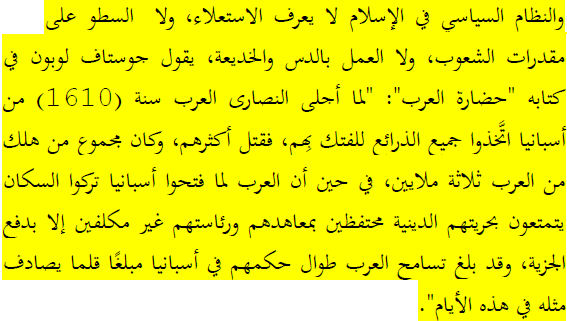 والنظام السياسي في الإسلام لا يعرف الاستعلاء، ولا السطو على
مقدرات الشعوب، ولا العمل بالدس والخديعة، يقول جوستاف لوبون في
كتابه "حضارة العرب": "لما أجلى النصارى العرب سنة (1610) من
أسبانيا اتَّخذوا جميع الذرائع للفتك بِهم، فقتل أكثرهم، وكان مجموع من هلك
من العرب ثلاثة ملايين، في حين أن العرب لما فتحوا أسبانيا تركوا السكان
يتمتعون بحريتهم الدينية محتفظين بمعاهدهم ورئاستهم غير مكلفين إلا بدفع
الجزية، وقد بلغ تسامح العرب طوال حكمهم في أسبانيا مبلغًا قلما يصادف
مثله في هذه الأيام".